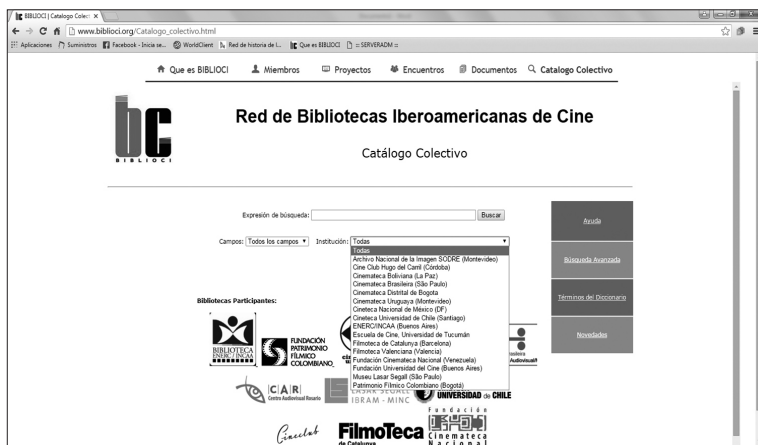 BIBLIOCI | Catalogo Colect ×
www.biblioci.org/Catalogo_colectivo.html
Aplicaciones Suministros Facebook - Inicia se... WorldClient Red de historia de l... Que es BIBLIOCI :: SERVERADM ::
Que es BIBLIOCI Miembros Proyectos Encuentros Documentos Catalogo Colectivo
bc
BIBLIOCI
Red de Bibliotecas Iberoamericanas de Cine
Catálogo Colectivo
Expresión de búsqueda: Buscar
Campos: Todos los campos Institución: Todas
Todas
Archivo Nacional de la Imagen SODRE (Montevideo)
Cine Club Hugo del Carril (Córdoba)
Cinemateca Boliviana (La Paz)
Cinemateca Brasileira (São Paulo)
Cinemateca Distrital de Bogota
Cinemateca Uruguaya (Montevideo)
Cineteca Nacional de México (DF)
Cineteca Universidad de Chile (Santiago)
ENERC/INCAA (Buenos Aires)
Escuela de Cine, Universidad de Tucumán
Filmoteca de Catalunya (Barcelona)
Filmoteca Valenciana (Valencia)
Fundación Cinemateca Nacional (Venezuela)
Fundación Universidad del Cine (Buenos Aires)
Museu Lasar Segall (São Paulo)
Patrimonio Fílmico Colombiano (Bogotá)
Ayuda
Búsqueda Avanzada
Términos del Diccionario
Novedades
Bibliotecas Participantes:
BIBLIOTECA
ENERC / INCAA
FUNDACIÓN
PATRIMONIO
FÍLMICO
COLOMBIANO
|C|A|R|
Centro Audiovisual Rosario
LASAR SEGALL
IBRAM - MINC
UNIVERSIDAD de CHILE
Cineclub
FilmoTeca
de Catalunya
Fundación
Cinemateca
Nacional